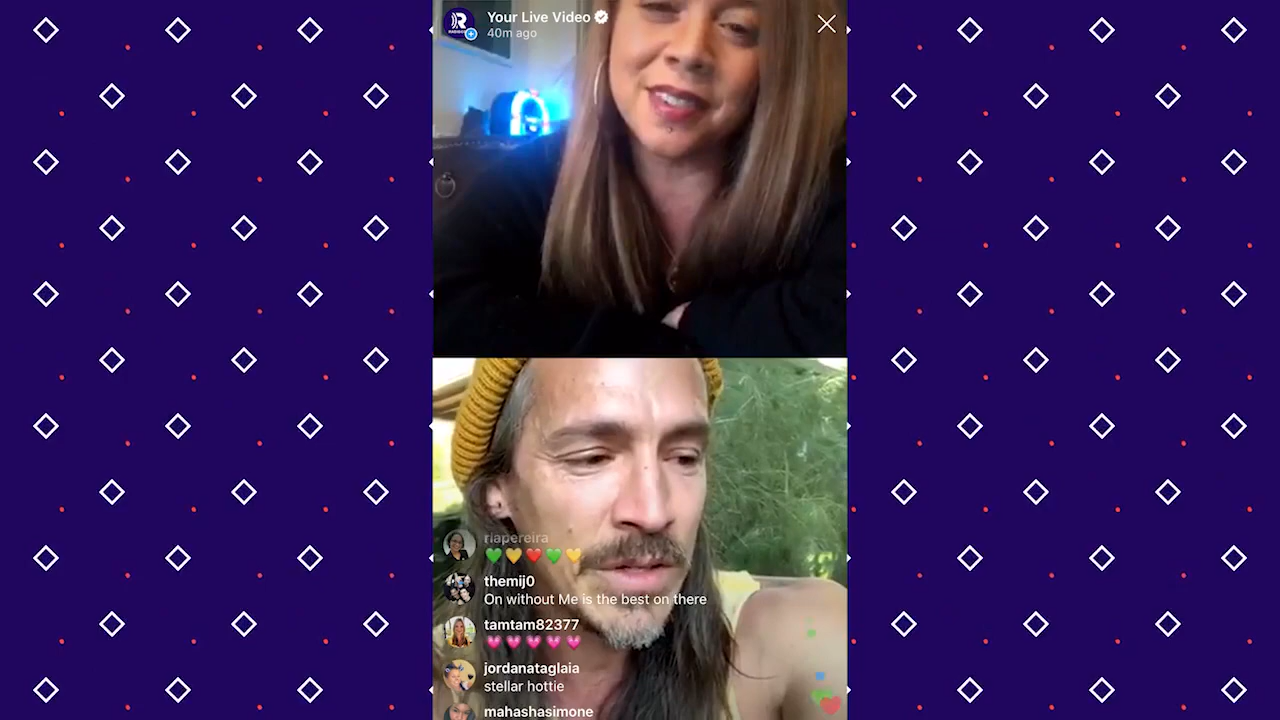 Your Live Video
40m ago
riapereira
themij0
On without Me is the best on there
tamtam82377
jordanataglaia
stellar hottie
mahashasimone